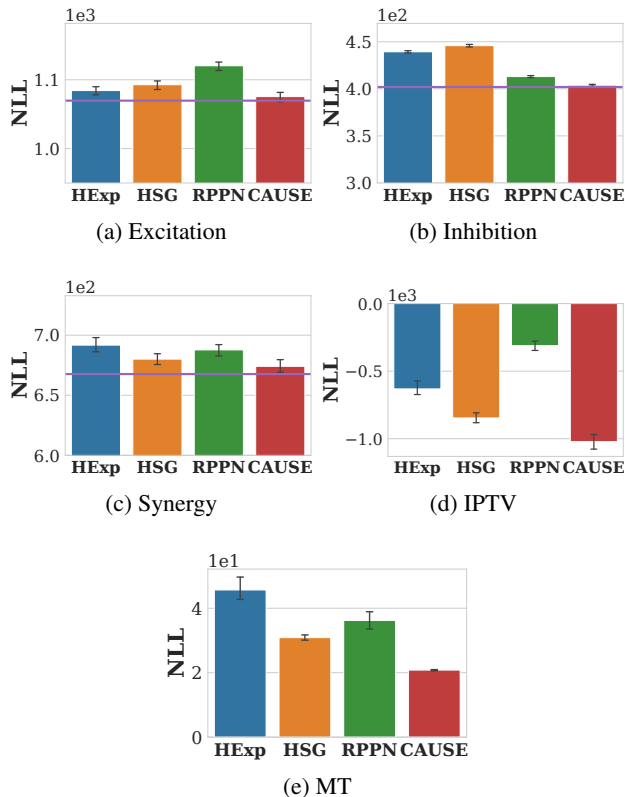 1e3
NLL
1.1
1.0
HExp HSG RPPN CAUSE
(a) Excitation
1e2
NLL
4.5
4.0
3.5
3.0
HExp HSG RPPN CAUSE
(b) Inhibition
1e2
NLL
7.0
6.5
6.0
HExp HSG RPPN CAUSE
(c) Synergy
1e3
NLL
0.0
−0.5
−1.0
HExp HSG RPPN CAUSE
(d) IPTV
1e1
NLL
4
2
0
HExp HSG RPPN CAUSE
(e) MT